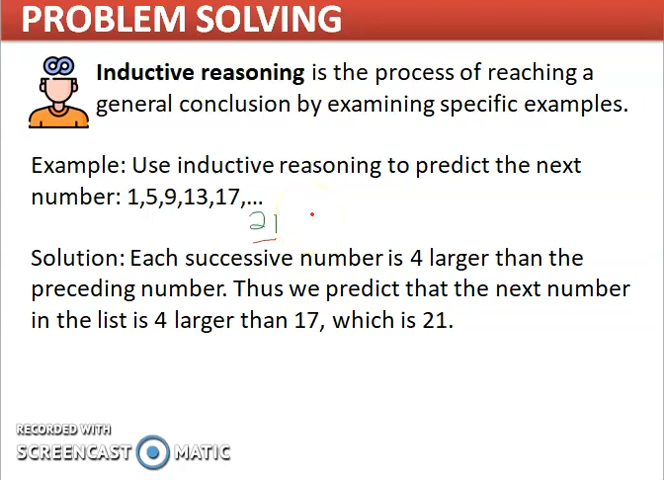 PROBLEM SOLVING
Inductive reasoning is the process of reaching a
general conclusion by examining specific examples.
Example: Use inductive reasoning to predict the next
number: 1,5,9,13,17,...
21
Solution: Each successive number is 4 larger than the
preceding number. Thus we predict that the next number
in the list is 4 larger than 17, which is 21.
RECORDED WITH
SCREENCAST MATIC